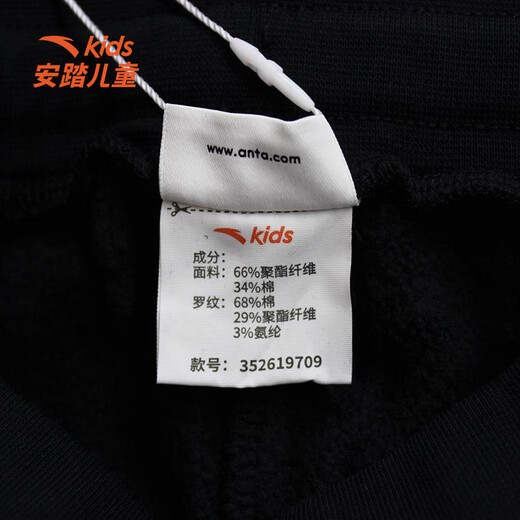 kids
安踏儿童
www.anta.com
kids
成分:
面料: 66%聚酯纤维
34%棉
罗纹: 68%棉
29%聚酯纤维
3%氨纶
款号: 352619709